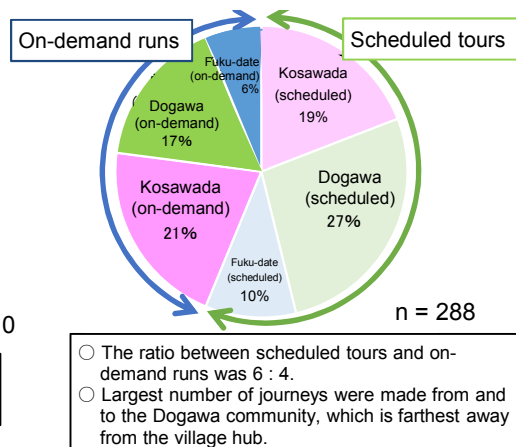 On-demand runs
Scheduled tours
Fuku-date
(on-demand)
6%
Kosawada
(scheduled)
19%
Dogawa
(on-demand)
17%
Dogawa
(scheduled)
27%
Kosawada
(on-demand)
21%
Fuku-date
(scheduled)
10%
n = 288
0
○ The ratio between scheduled tours and on-
demand runs was 6 : 4.
○ Largest number of journeys were made from and
to the Dogawa community, which is farthest away
from the village hub.